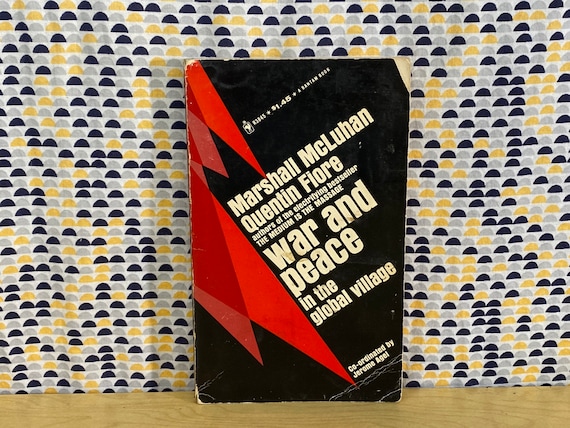 R3845 ★ $1.45 ★ A BANTAM BOOK
Marshall McLuhan
Quentin Fiore
authors of the electrifying bestseller
THE MEDIUM IS THE MASSAGE
war and
peace
in the
global village
Co-ordinated by
Jerome Agel